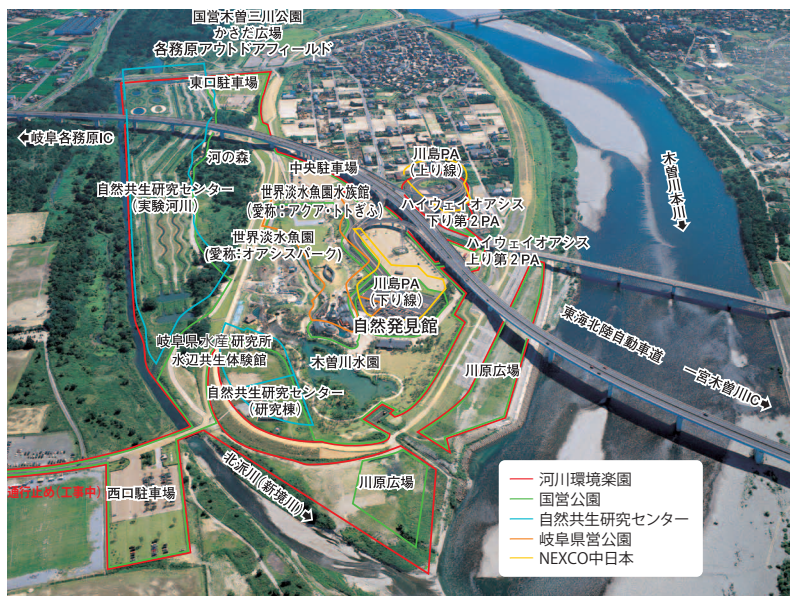 国営木曽三川公園
かさだ広場
各務原アウトドアフィールド
東口駐車場
岐阜各務原IC
河の森
中央駐車場
川島PA
(上り線)
木曽川本川
自然共生研究センター
(実験河川)
世界淡水魚園水族館
(愛称：アクア・トトぎふ)
ハイウェイオアシス
下り第2PA
世界淡水魚園
(愛称：オアシスパーク)
ハイウェイオアシス
上り第2PA
川島PA
(下り線)
自然発見館
東海北陸自動車道
岐阜県水産研究所
水辺共生体験館
木曽川水園
川原広場
一宮木曽川IC
自然共生研究センター
(研究棟)
北派川(新境川)
川原広場
通行止め(工事中)
西口駐車場
河川環境楽園
国営公園
自然共生研究センター
岐阜県営公園
NEXCO中日本